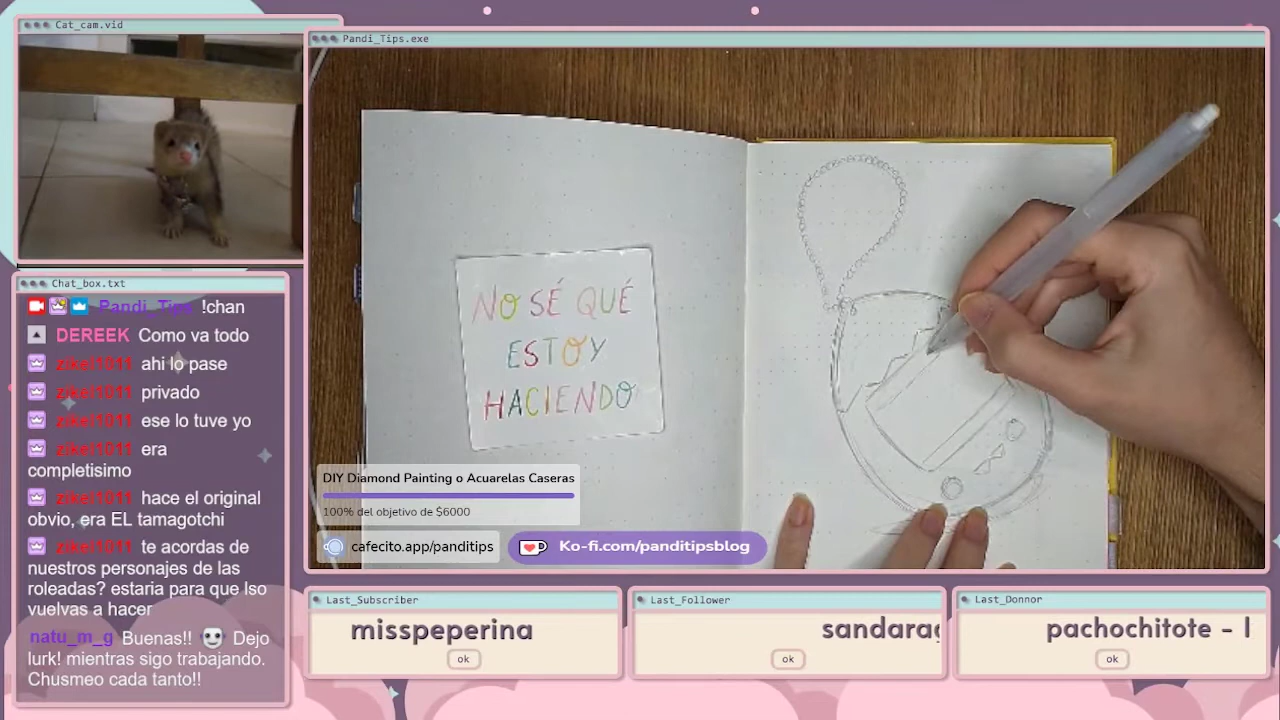 Cat_cam.vid
Pandi_Tips.exe
NO SÉ QUÉ
ESTOY
HACIENDO
DIY Diamond Painting o Acuarelas Caseras
100% del objetivo de $6000
cafecito.app/panditips
Ko-fi.com/panditipsblog
Chat_box.txt
Pandi_Tips !chan
DEREEK Como va todo
zikel1011 ahi lo pase
zikel1011 privado
zikel1011 ese lo tuve yo
zikel1011 era
completisimo
zikel1011 hace el original
obvio, era EL tamagotchi
zikel1011 te acordas de
nuestros personajes de las
roleadas? estaria para que lso
vuelvas a hacer
natu_m_g Buenas!! Dejo
lurk! mientras sigo trabajando.
Chusmeo cada tanto!!
Last_Subscriber
misspeperina
ok
Last_Follower
sandarag
ok
Last_Donnor
pachochitote - l
ok